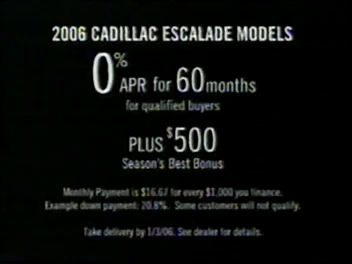 2006 CADILLAC ESCALADE MODELS
0% APR for 60 months
for qualified buyers
PLUS $500
Season's Best Bonus
Monthly Payment is $16.67 for every $1,000 you finance.
Example down payment: 20.8%. Some customers will not qualify.
Take delivery by 1/3/06. See dealer for details.